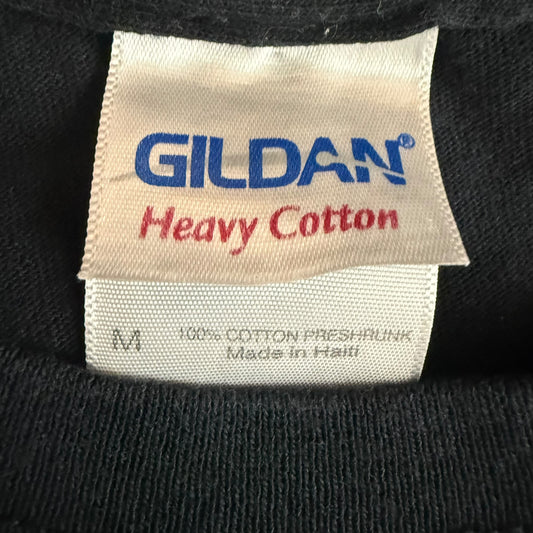 GILDAN®
Heavy Cotton
M 100% COTTON PRESHRUNK
Made in Haiti